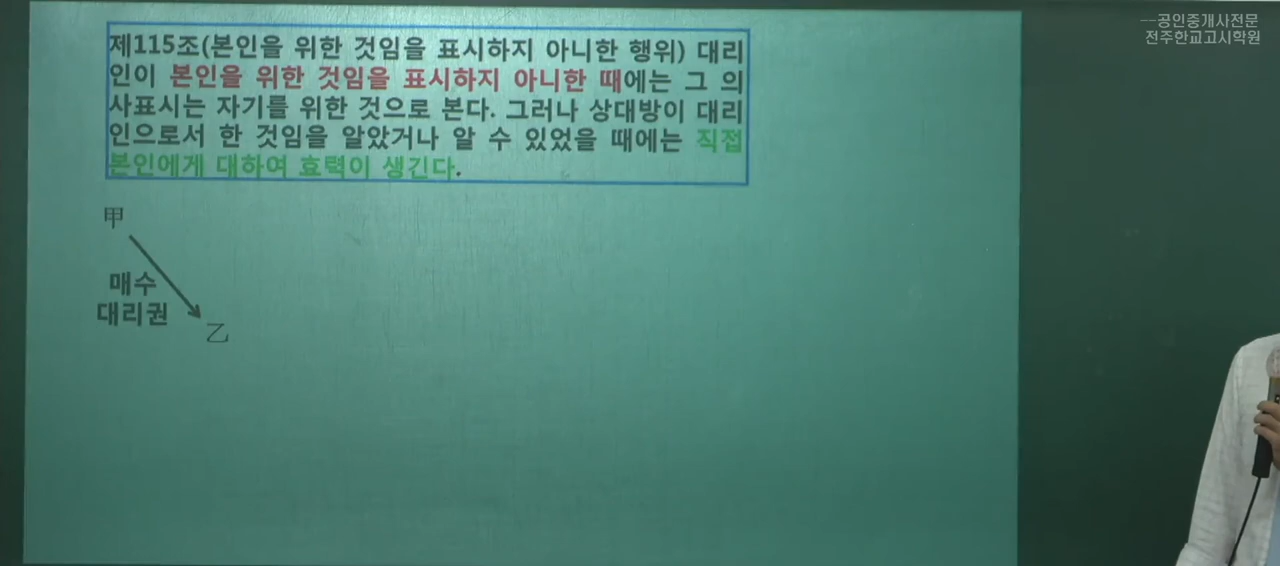 --공인중개사전문
전주한교고시학원
제115조(본인을 위한 것임을 표시하지 아니한 행위) 대리
인이 본인을 위한 것임을 표시하지 아니한 때에는 그 의
사표시는 자기를 위한 것으로 본다. 그러나 상대방이 대리
인으로서 한 것임을 알았거나 알 수 있었을 때에는 직접
본인에게 대하여 효력이 생긴다.
甲
매수
대리권
乙